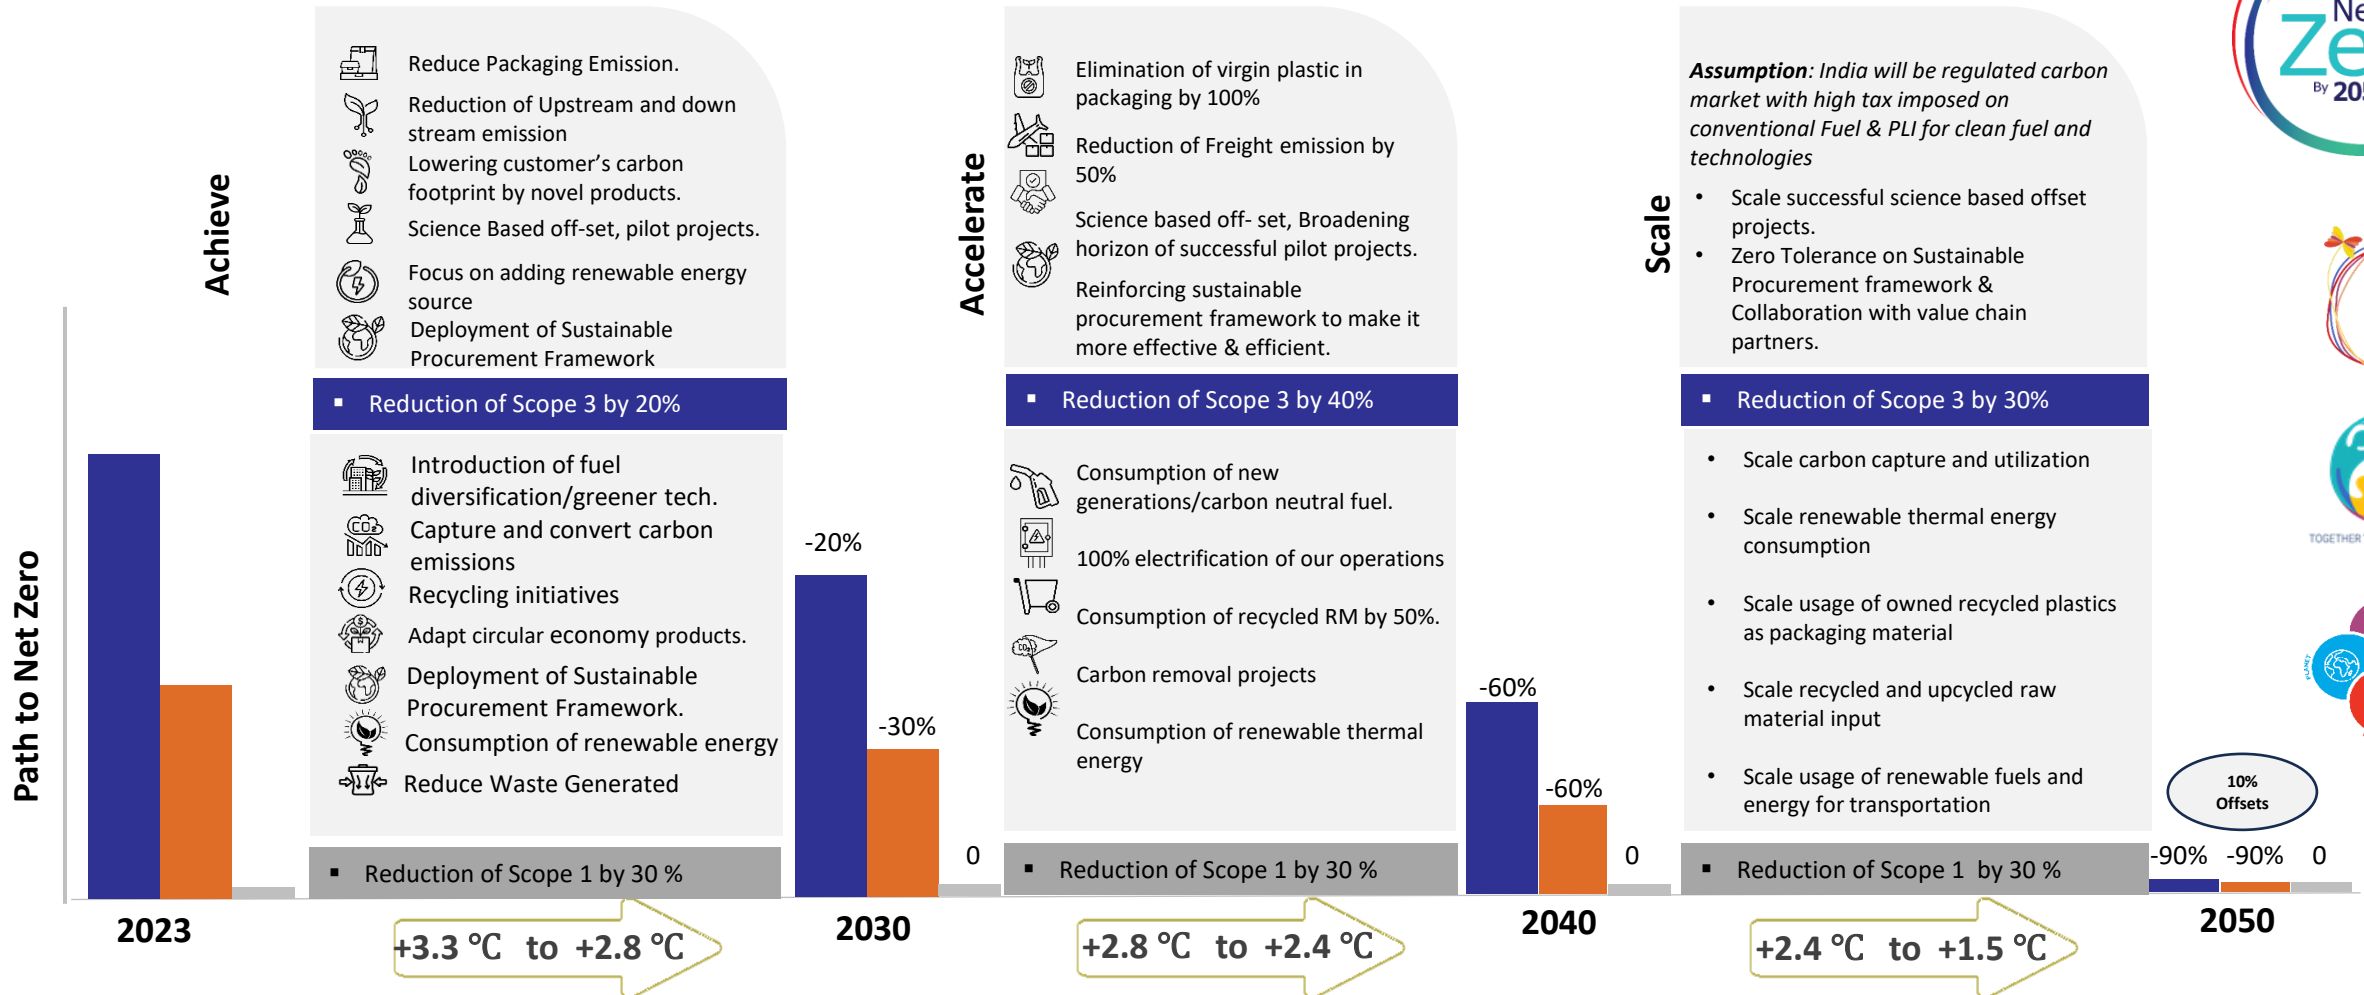 Achieve
Reduce Packaging Emission.
Reduction of Upstream and down
stream emission
Lowering customer's carbon
footprint by novel products.
Science Based off-set, pilot projects.
Focus on adding renewable energy
source
Deployment of Sustainable
Procurement Framework
▪ Reduction of Scope 3 by 20%
Introduction of fuel
diversification/greener tech.
Capture and convert carbon
emissions
Recycling initiatives
Adapt circular economy products.
Deployment of Sustainable
Procurement Framework.
Consumption of renewable energy
Reduce Waste Generated
▪ Reduction of Scope 1 by 30 %
Accelerate
Elimination of virgin plastic in
packaging by 100%
Reduction of Freight emission by
50%
Science based off- set, Broadening
horizon of successful pilot projects.
Reinforcing sustainable
procurement framework to make it
more effective & efficient.
▪ Reduction of Scope 3 by 40%
Consumption of new
generations/carbon neutral fuel.
100% electrification of our operations
Consumption of recycled RM by 50%.
Carbon removal projects
Consumption of renewable thermal
energy
▪ Reduction of Scope 1 by 30 %
Scale
Assumption: India will be regulated carbon
market with high tax imposed on
conventional Fuel & PLI for clean fuel and
technologies
• Scale successful science based offset
projects.
• Zero Tolerance on Sustainable
Procurement framework &
Collaboration with value chain
partners.
▪ Reduction of Scope 3 by 30%
• Scale carbon capture and utilization
• Scale renewable thermal energy
consumption
• Scale usage of owned recycled plastics
as packaging material
• Scale recycled and upcycled raw
material input
• Scale usage of renewable fuels and
energy for transportation
▪ Reduction of Scope 1 by 30 %
Path to Net Zero
-20%
-30%
0
-60%
-60%
0
10%
Offsets
-90% -90% 0
2023
2030
2040
2050
+3.3 ℃ to +2.8 ℃
+2.8 ℃ to +2.4 ℃
+2.4 ℃ to +1.5 ℃
CO₂
CO₂
Ne
Ze
By 205
TOGETHER
PLANET